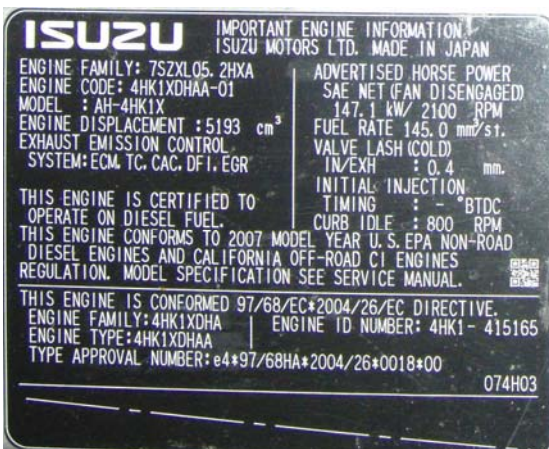 ISUZU
IMPORTANT ENGINE INFORMATION
ISUZU MOTORS LTD. MADE IN JAPAN
ENGINE FAMILY: 7SZXL05.2HXA
ENGINE CODE: 4HK1XDHAA-01
MODEL : AH-4HK1X
ENGINE DISPLACEMENT : 5193 cm³
EXHAUST EMISSION CONTROL
SYSTEM: ECM, TC, CAC, DFI, EGR
THIS ENGINE IS CERTIFIED TO
OPERATE ON DIESEL FUEL.
ADVERTISED HORSE POWER
SAE NET (FAN DISENGAGED)
147.1 kW/ 2100 RPM
FUEL RATE 145.0 mm³/st.
VALVE LASH (COLD)
IN/EXH : 0.4 mm.
INITIAL INJECTION
TIMING : - °BTDC
CURB IDLE : 800 RPM
THIS ENGINE CONFORMS TO 2007 MODEL YEAR U.S. EPA NON-ROAD
DIESEL ENGINES AND CALIFORNIA OFF-ROAD CI ENGINES
REGULATION. MODEL SPECIFICATION SEE SERVICE MANUAL.
THIS ENGINE IS CONFORMED 97/68/EC*2004/26/EC DIRECTIVE.
ENGINE FAMILY: 4HK1XDHA
ENGINE TYPE: 4HK1XDHAA
ENGINE ID NUMBER: 4HK1- 415165
TYPE APPROVAL NUMBER: e4*97/68HA*2004/26*0018*00
074H03